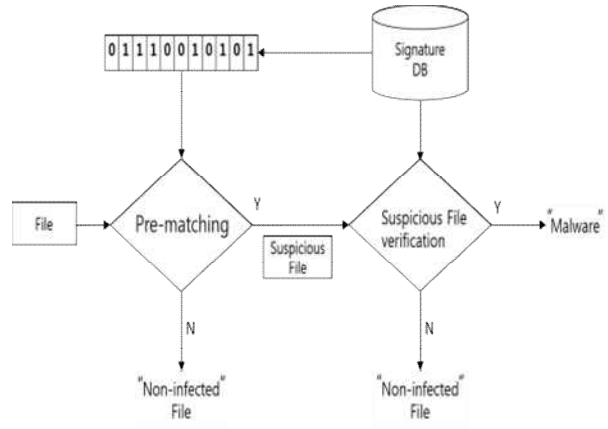 0 1 1 1 0 0 1 0 1 0 1
Signature
DB
File
Pre-matching
Y
Suspicious
File
Suspicious File
verification
Y
"Malware"
N
N
"Non-infected"
File
"Non-infected"
File